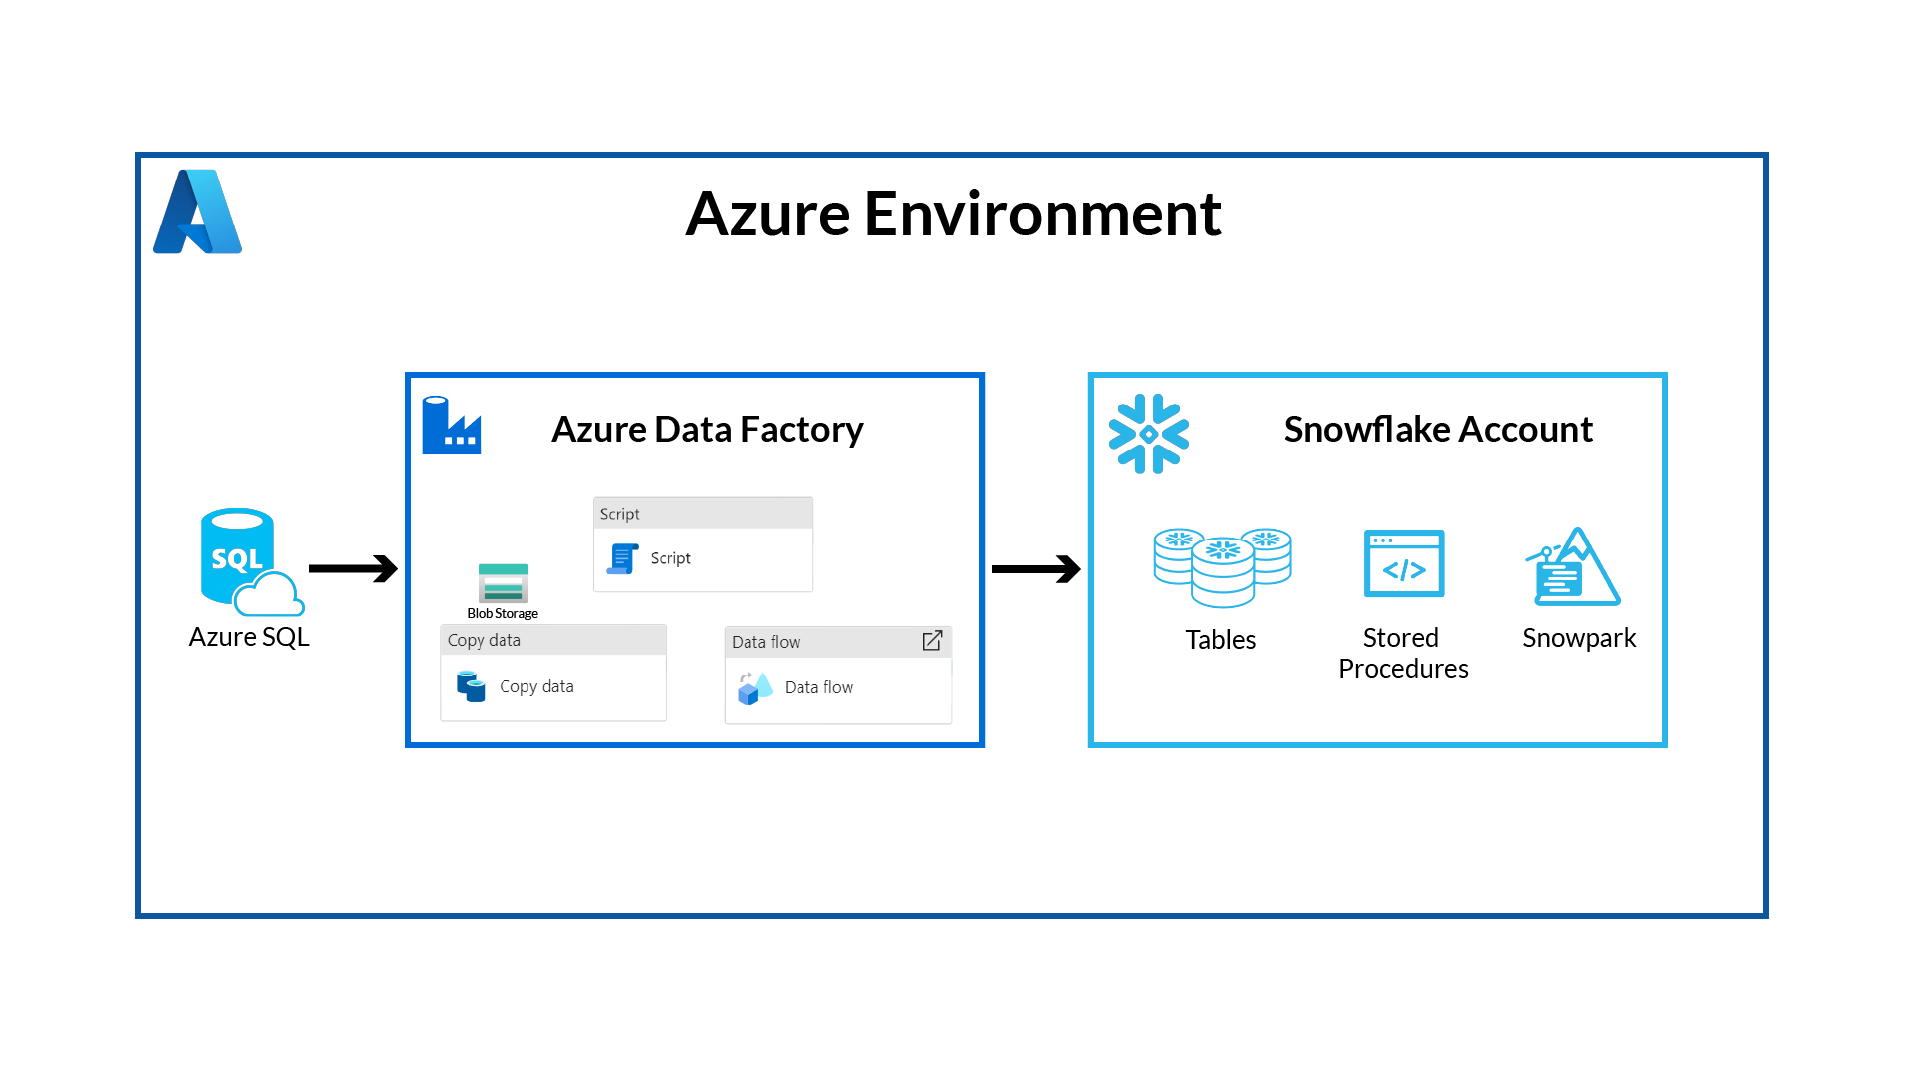 Azure Environment
Azure Data Factory
Snowflake Account
Script
Script
SQL
Azure SQL
Blob Storage
Copy data
Copy data
Data flow
Data flow
</>
Tables
Stored
Procedures
Snowpark